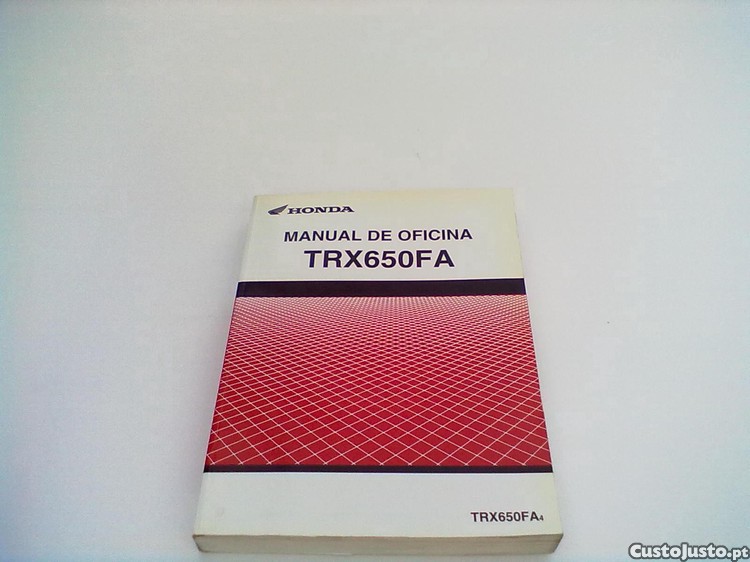 HONDA
MANUAL DE OFICINA
TRX650FA
TRX650FA4
CustoJusto.pt